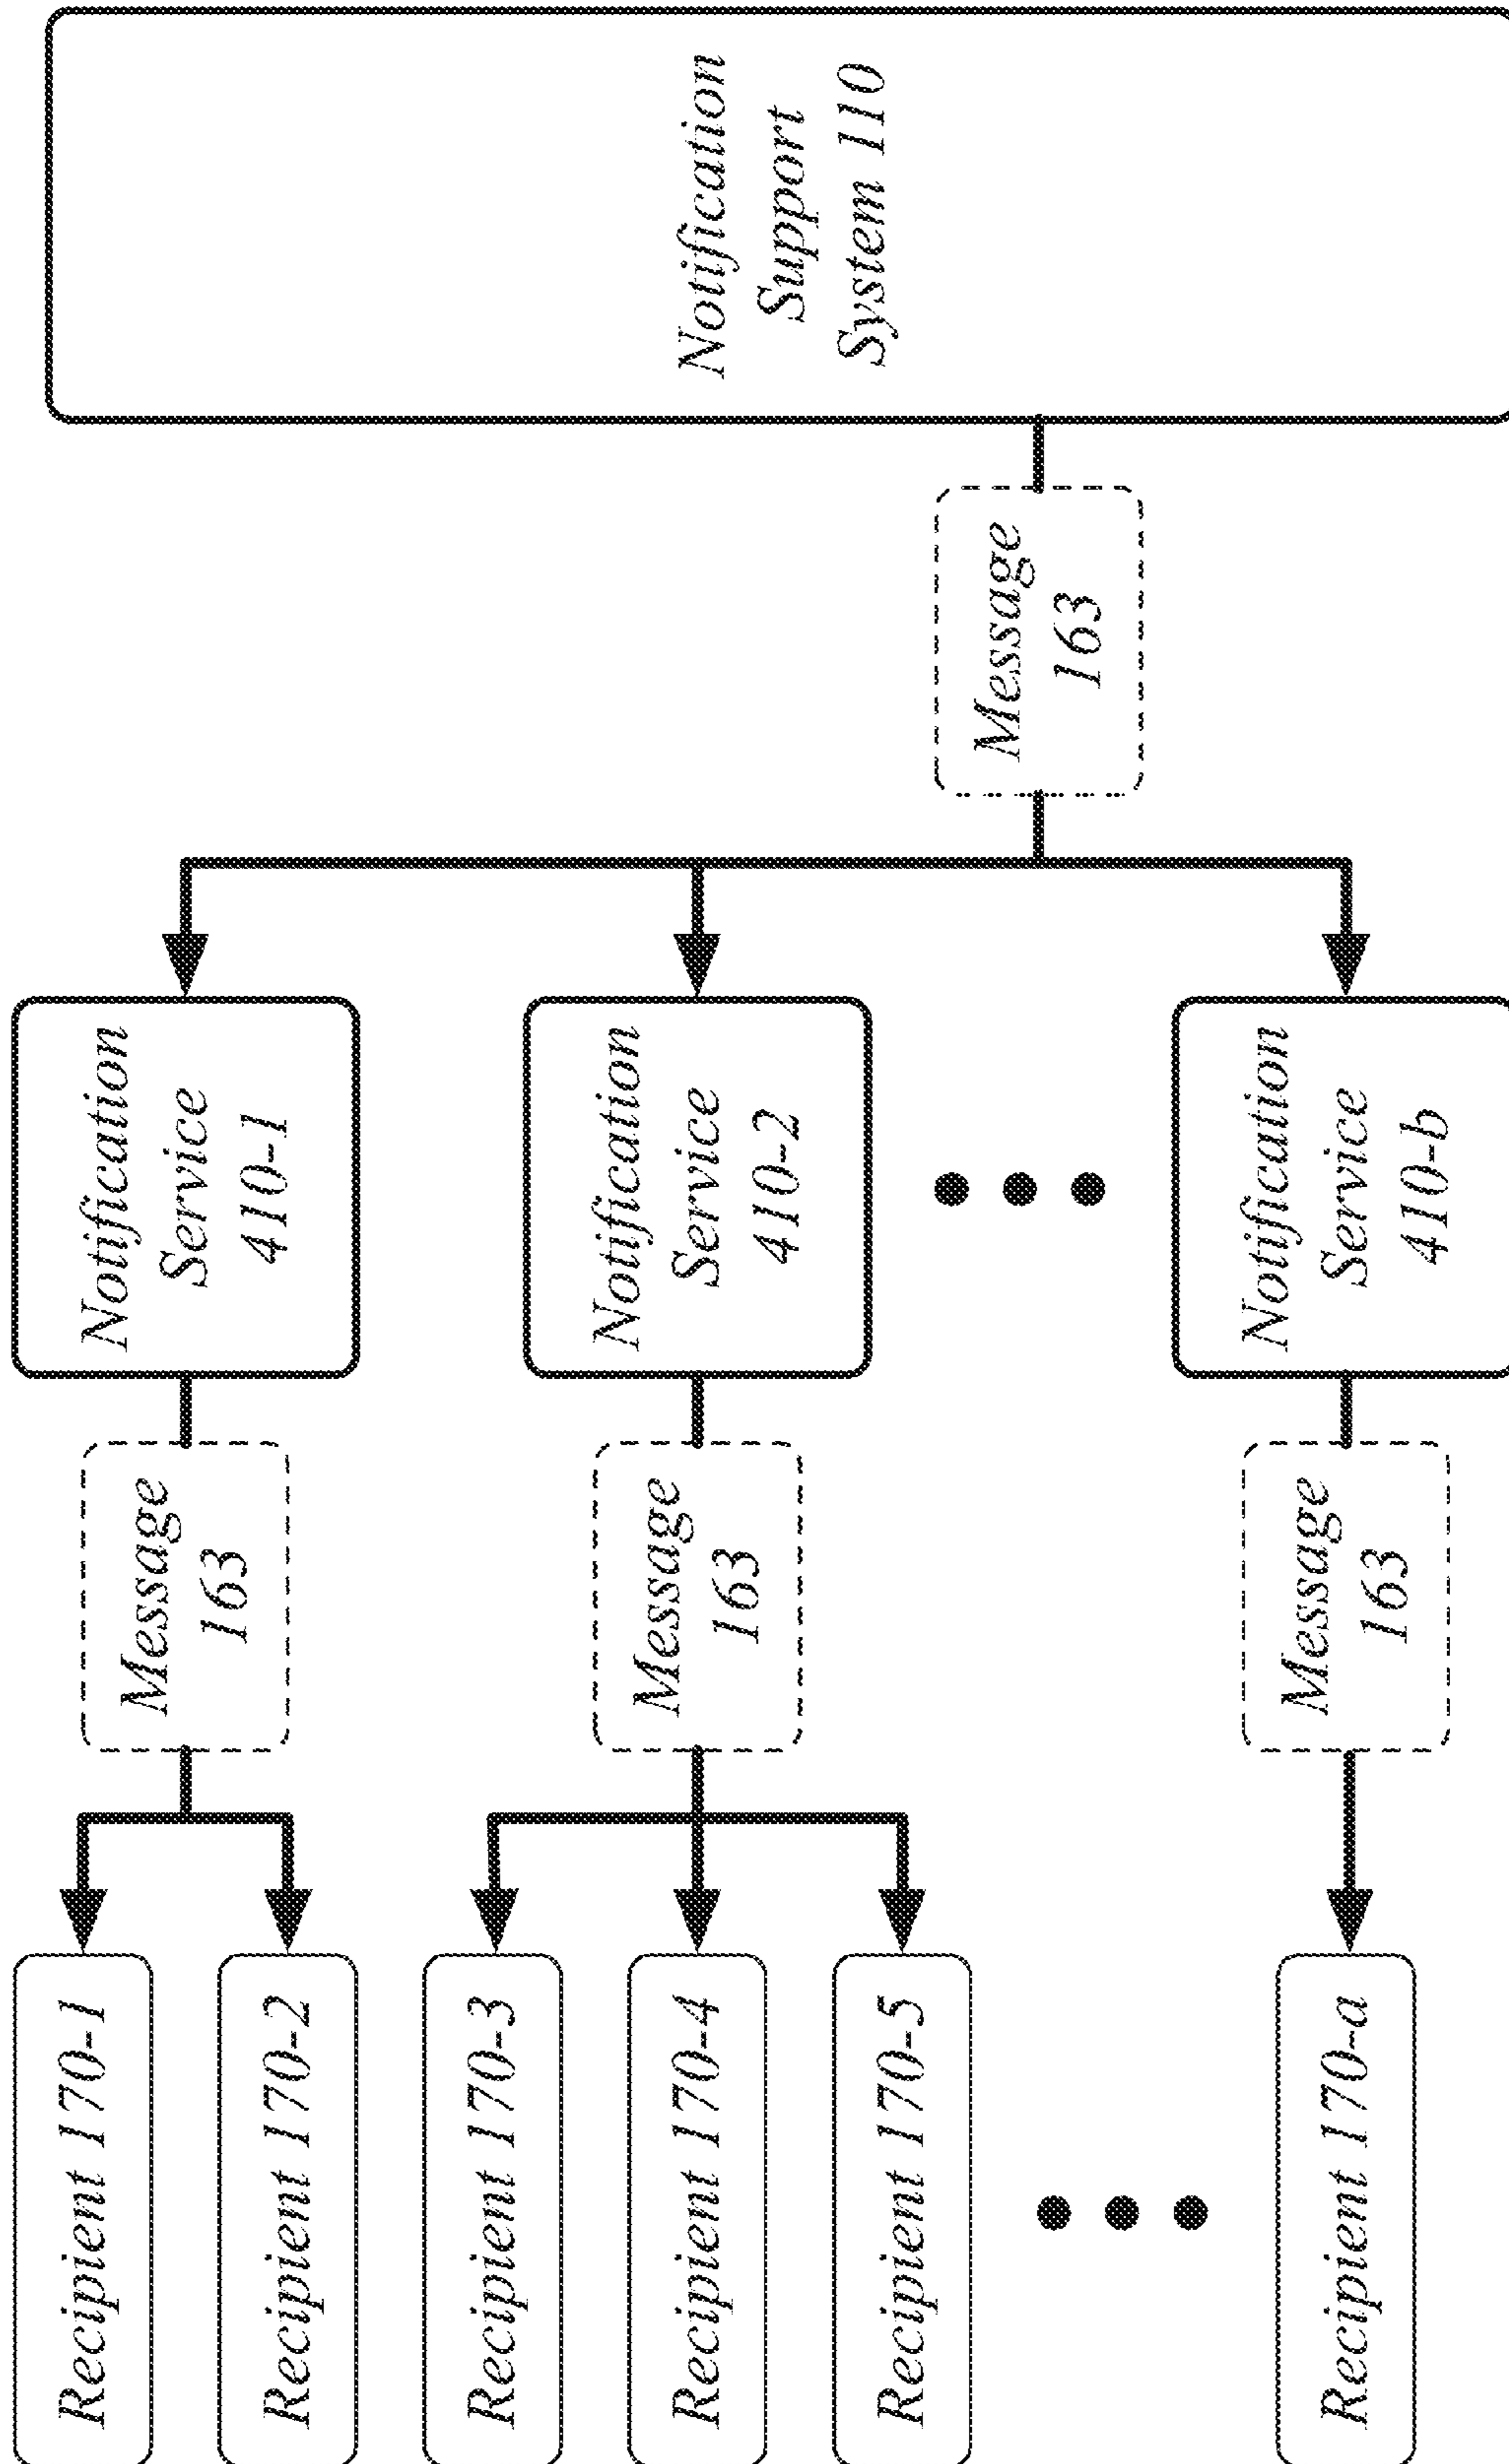 Recipient 170-1
Recipient 170-2
Recipient 170-3
Recipient 170-4
Recipient 170-5
Recipient 170-a
Message
163
Message
163
Message
163
Notification
Service
410-1
Notification
Service
410-2
Notification
Service
410-b
Message
163
Notification
Support
System 110